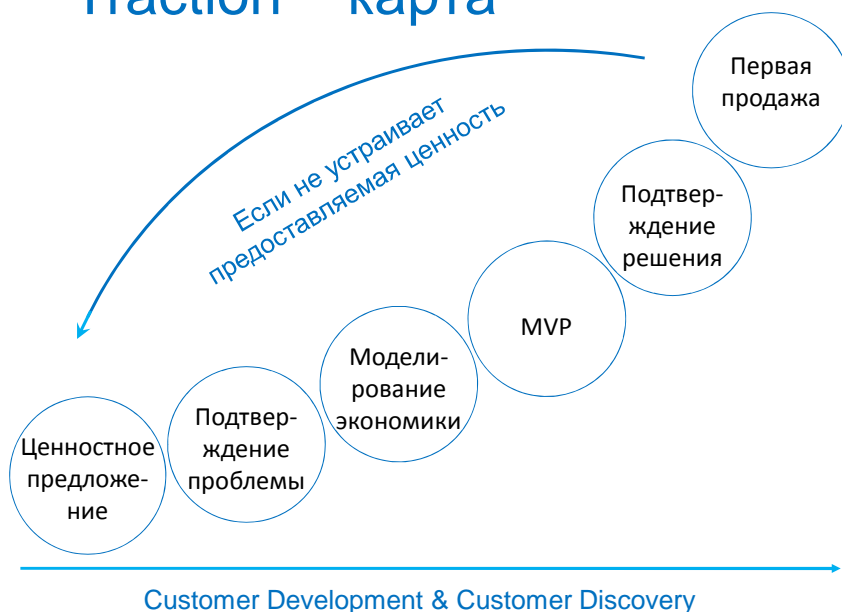 Traction – карта
Если не устраивает
предоставляемая ценность
Первая
продажа
Подтвер-
ждение
решения
MVP
Модели-
рование
экономики
Подтвер-
ждение
проблемы
Ценностное
предложе-
ние
Customer Development & Customer Discovery